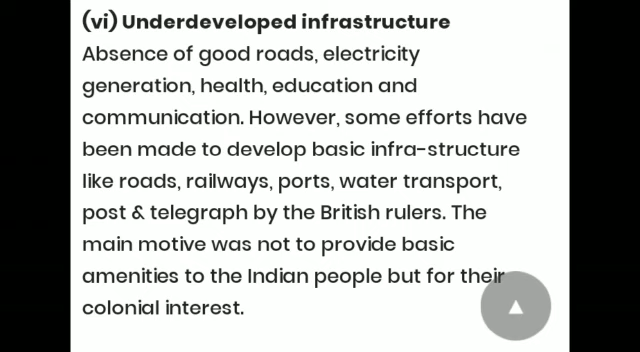 (vi) Underdeveloped infrastructure
Absence of good roads, electricity
generation, health, education and
communication. However, some efforts have
been made to develop basic infra-structure
like roads, railways, ports, water transport,
post & telegraph by the British rulers. The
main motive was not to provide basic
amenities to the Indian people but for their
colonial interest.